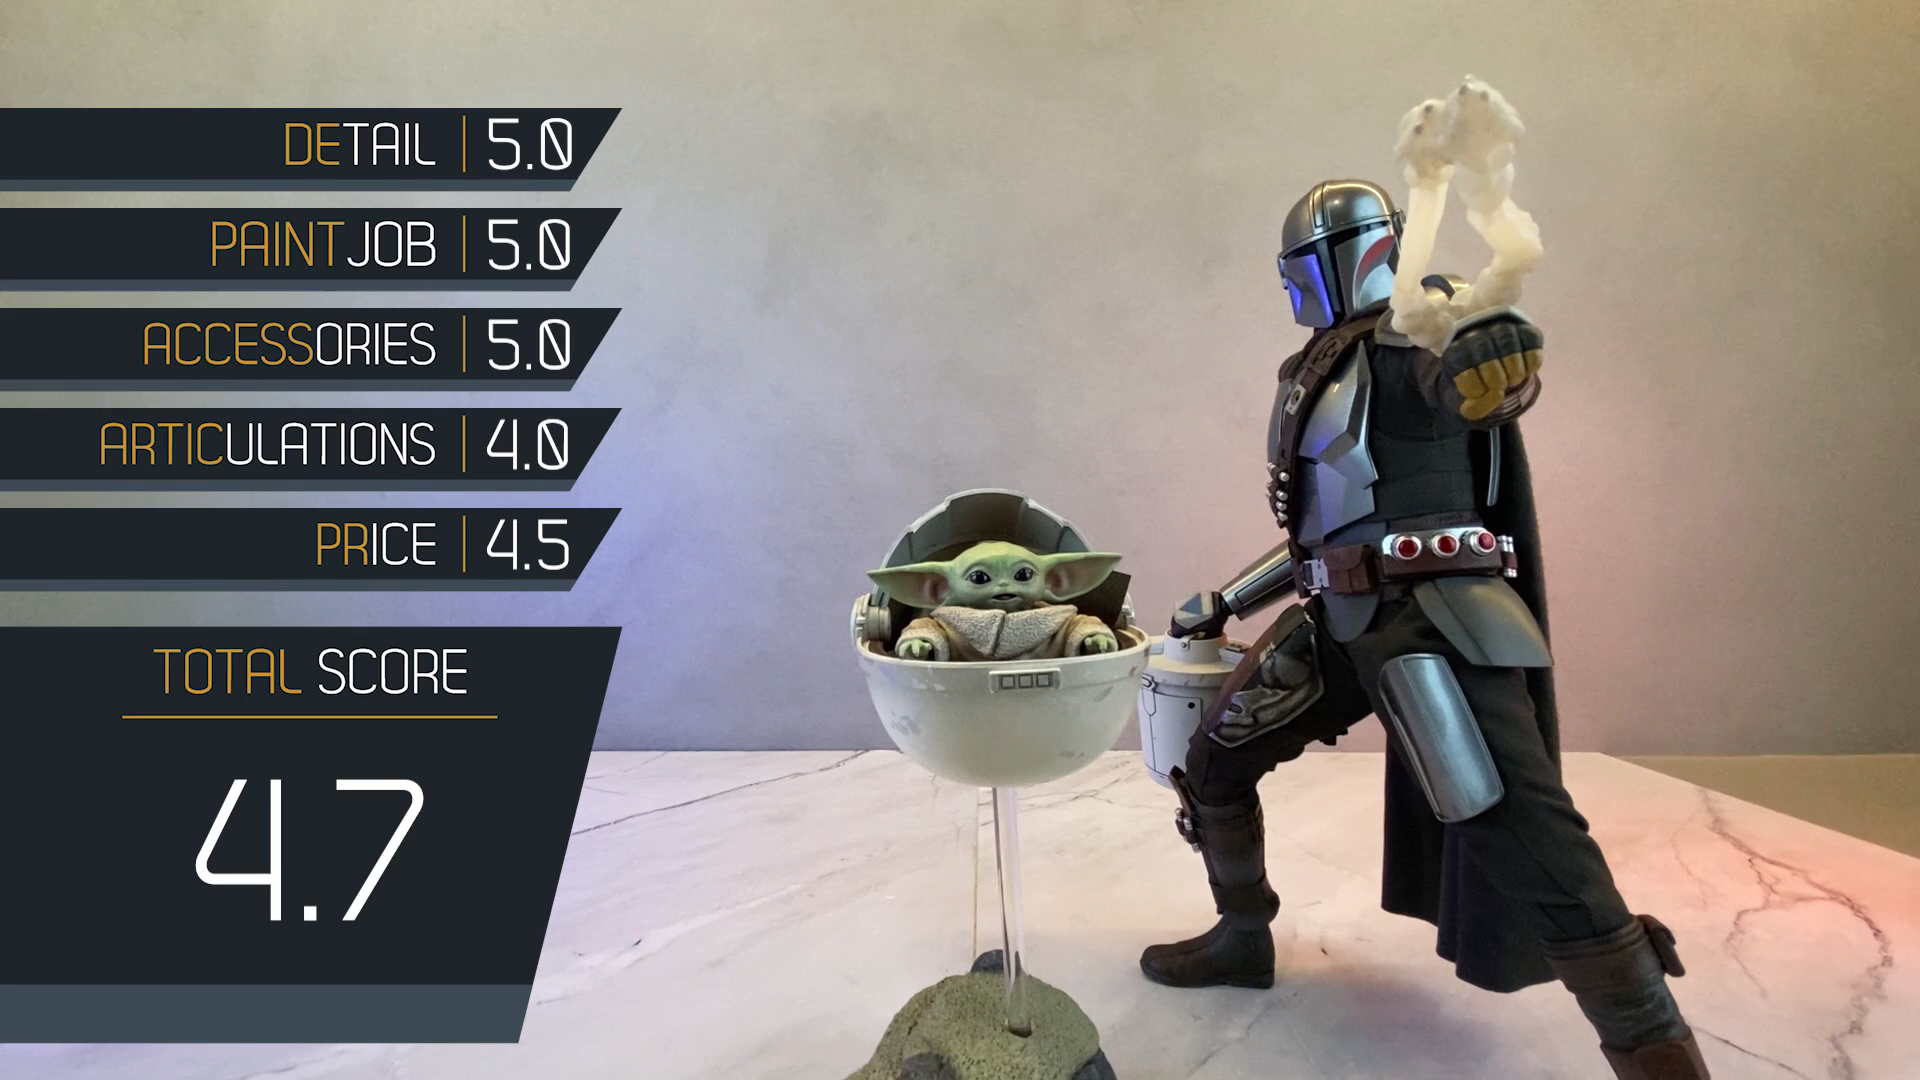 DETAIL | 5.0
PAINTJOB | 5.0
ACCESSORIES | 5.0
ARTICULATIONS | 4.0
PRICE | 4.5
TOTAL SCORE
4.7